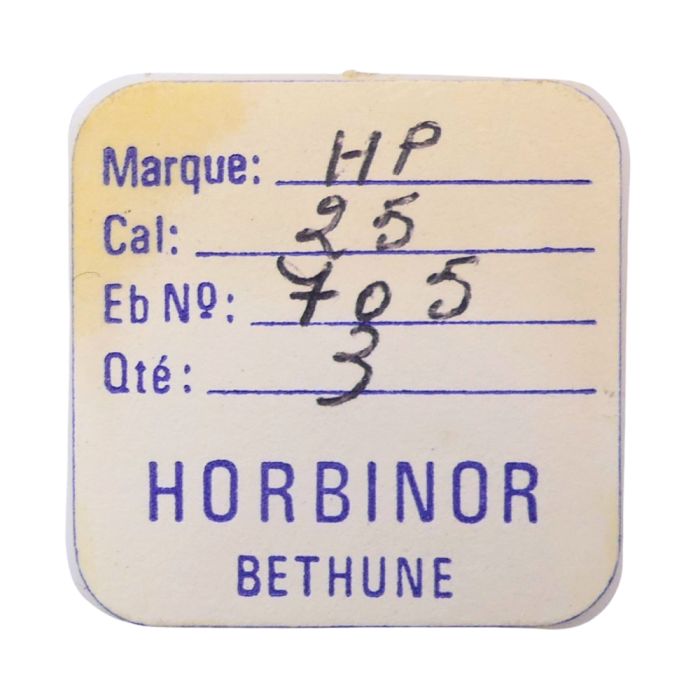 Marque: HP
Cal: 25
Eb Nº: 705
Qté: 3
HORBINOR
BETHUNE